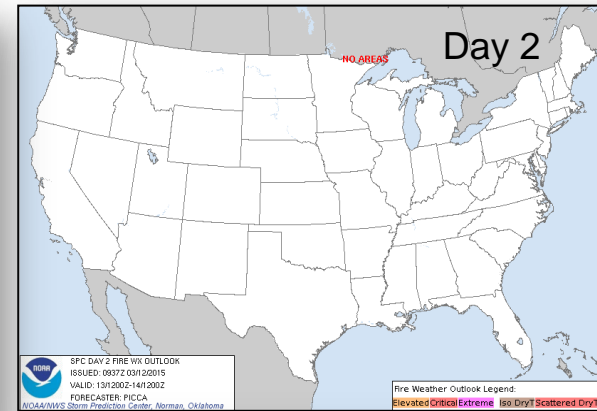 Day 2
NO AREAS
NOAA
SPC DAY 2 FIRE WX OUTLOOK
ISSUED: 0937Z 03/12/2015
VALID: 13/1200Z-14/1200Z
FORECASTER: PICCA
NOAA/NWS Storm Prediction Center, Norman, Oklahoma
Fire Weather Outlook Legend:
Elevated Critical Extreme Iso DryT Scattered DryT